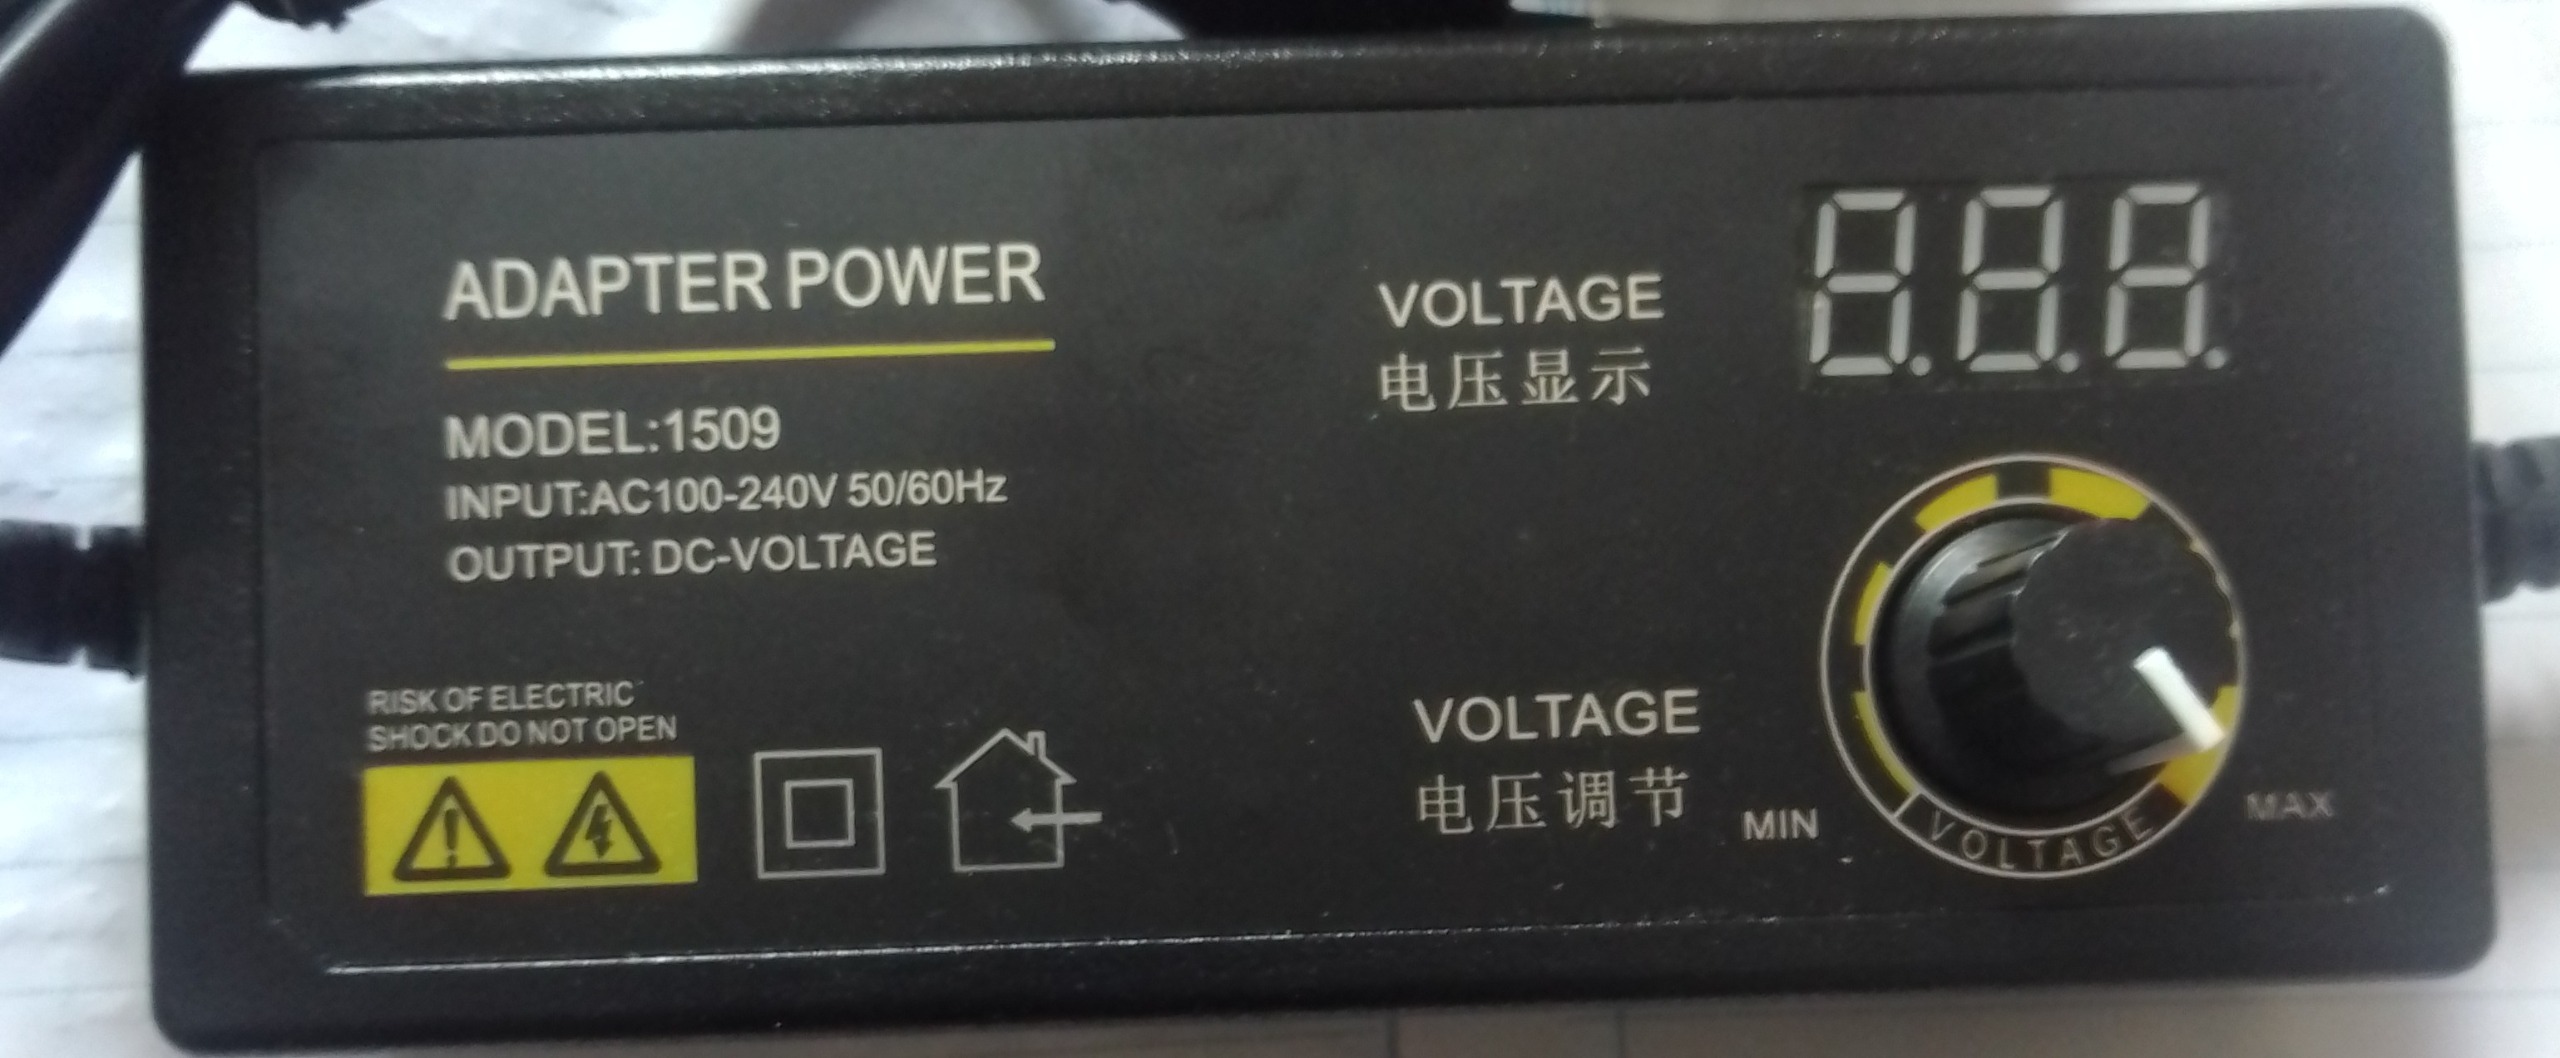 ADAPTER POWER
MODEL:1509
INPUT:AC100-240V 50/60Hz
OUTPUT: DC-VOLTAGE
RISK OF ELECTRIC
SHOCK DO NOT OPEN
VOLTAGE
电压显示
VOLTAGE
电压调节
MIN
VOLTAGE
MAX